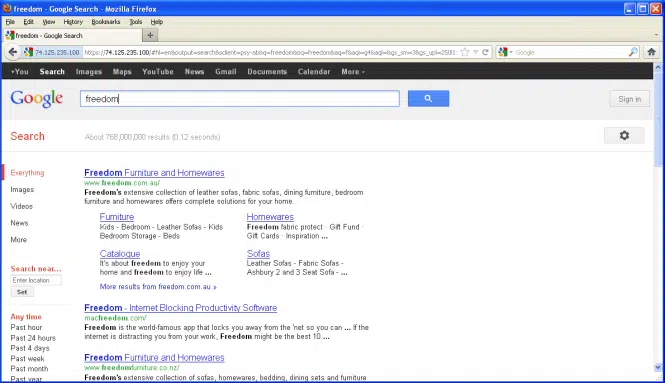 freedom - Google Search - Mozilla Firefox
File Edit View History Bookmarks Tools Help
freedom - Google Search
74.125.235.100 https://74.125.235.100/#hl=en&output=search&sclient=psy-ab&q=freedom&pq=freedom&aq=f&aqi=g4&aql=&gs_sm=3&gs_upl=250
Google
+You Search Images Maps YouTube News Gmail Documents Calendar More
Google
freedom
Sign in
Search
About 768,000,000 results (0.12 seconds)
Everything
Images
Videos
News
More
Search near...
Enter location
Set
Any time
Past hour
Past 24 hours
Past 4 days
Past week
Past month
Past year
Freedom Furniture and Homewares
www.freedom.com.au/
Freedom's extensive collection of leather sofas, fabric sofas, dining furniture, bedroom
furniture and homewares offers complete solutions for your home.
Furniture
Kids - Bedroom - Leather Sofas - Kids
Bedroom Storage - Beds
Homewares
Freedom fabric protect · Gift Fund ·
Gift Cards · Inspiration ...
Catalogue
It's about freedom to enjoy your
home and freedom to enjoy life ...
Sofas
Leather Sofas - Fabric Sofas -
Ashbury 2 and 3 Seat Sofa - ...
More results from freedom.com.au »
Freedom - Internet Blocking Productivity Software
macfreedom.com/
Freedom is the world-famous app that locks you away from the 'net so you can ... If the
internet is distracting you from your work, Freedom might be the best 10 ...
Freedom Furniture and Homewares
www.freedomfurniture.co.nz/
Freedom's extensive collection of sofas, homewares, bedding, dining sets and furniture